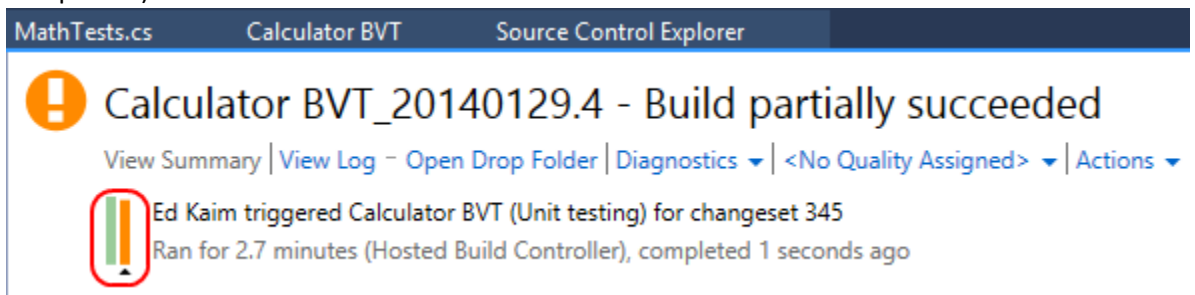 MathTests.cs Calculator BVT Source Control Explorer
Calculator BVT_20140129.4 - Build partially succeeded
View Summary | View Log - Open Drop Folder | Diagnostics | <No Quality Assigned> | Actions
Ed Kaim triggered Calculator BVT (Unit testing) for changeset 345
Ran for 2.7 minutes (Hosted Build Controller), completed 1 seconds ago